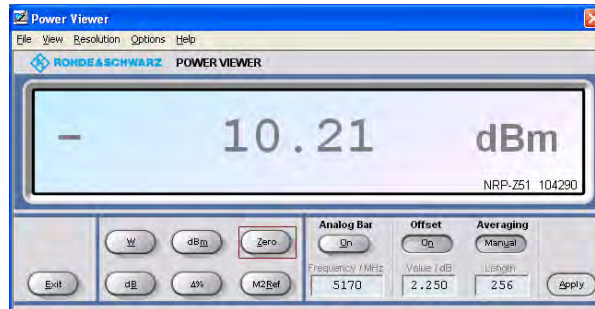 Power Viewer
File View Resolution Options Help
ROHDE&SCHWARZ POWER VIEWER
- 10.21 dBm
NRP-Z51 104290
Analog Bar Offset Averaging
W dBm Zero On On Manual
Frequency / MHz Value / dB Length
Exit dB Δ% M2Ref 5170 2.250 256 Apply